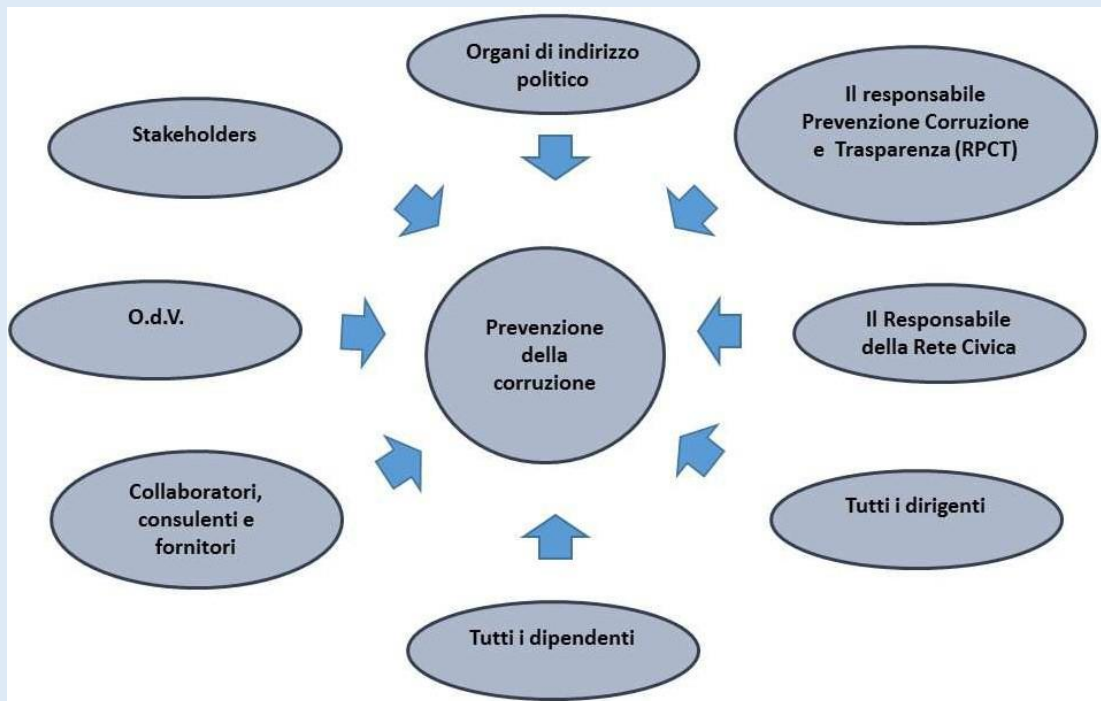 Organi di indirizzo
politico
Il responsabile
Prevenzione Corruzione
e Trasparenza (RPCT)
Stakeholders
O.d.V.
Prevenzione
della
corruzione
Il Responsabile
della Rete Civica
Collaboratori,
consulenti e
fornitori
Tutti i dirigenti
Tutti i dipendenti